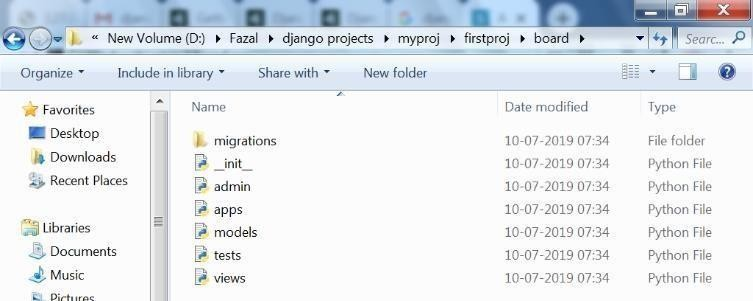 « New Volume (D:) ▸ Fazal ▸ django projects ▸ myproj ▸ firstproj ▸ board ▸ Searc...
Organize Include in library Share with New folder
Favorites
Desktop
Downloads
Recent Places
Libraries
Documents
Music
Pictures
Name Date modified Type
migrations 10-07-2019 07:34 File folder
__init__ 10-07-2019 07:34 Python File
admin 10-07-2019 07:34 Python File
apps 10-07-2019 07:34 Python File
models 10-07-2019 07:34 Python File
tests 10-07-2019 07:34 Python File
views 10-07-2019 07:34 Python File